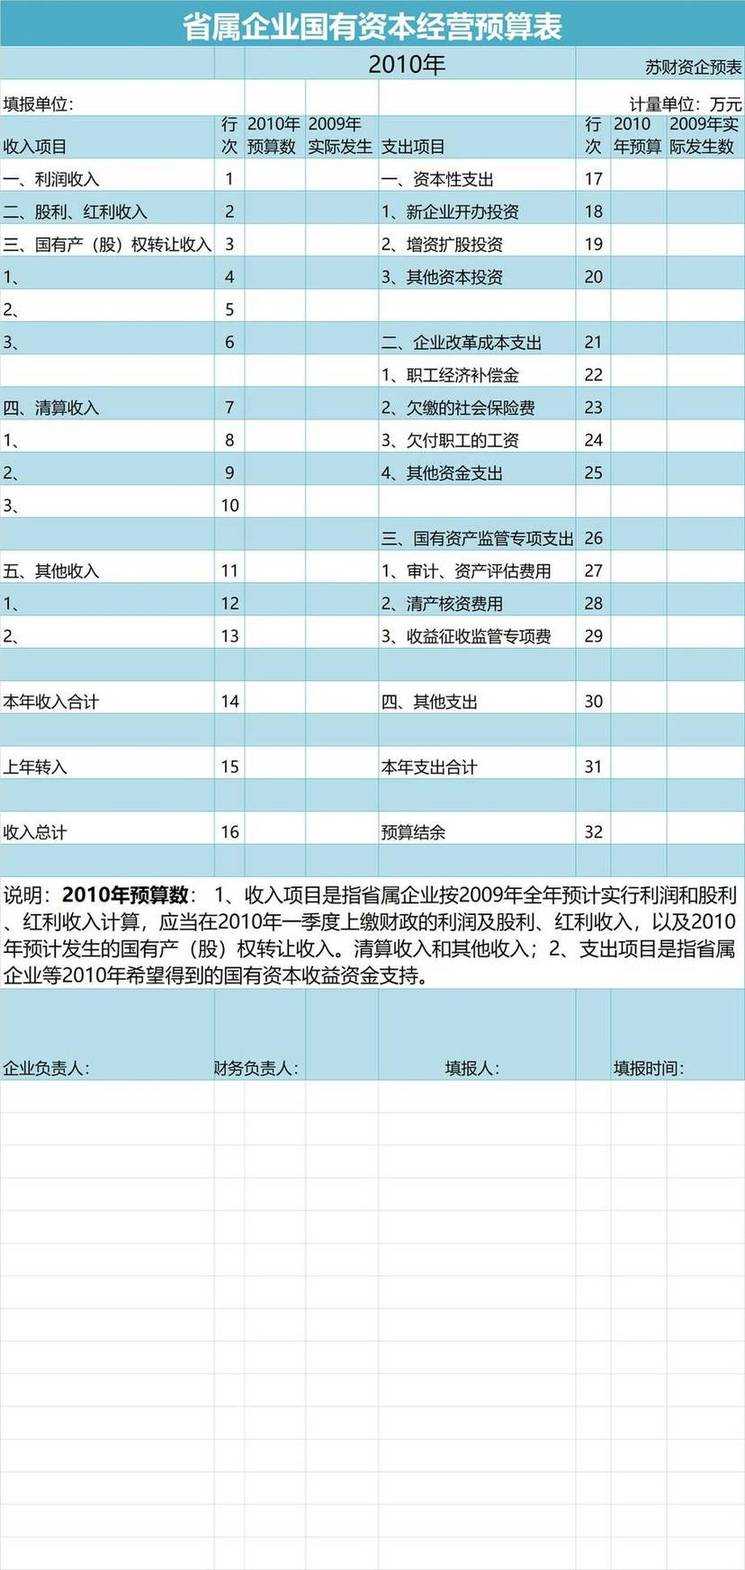 省属企业国有资本经营预算表
2010年
苏财资企预表
填报单位： 计量单位：万元
收入项目 行次 2010年预算数 2009年实际发生 支出项目 行次 2010年预算 2009年实际发生数
一、利润收入 1 一、资本性支出 17
二、股利、红利收入 2 1、新企业开办投资 18
三、国有产（股）权转让收入 3 2、增资扩股投资 19
1、 4 3、其他资本投资 20
2、 5
3、 6 二、企业改革成本支出 21
1、职工经济补偿金 22
四、清算收入 7 2、欠缴的社会保险费 23
1、 8 3、欠付职工的工资 24
2、 9 4、其他资金支出 25
3、 10
三、国有资产监管专项支出 26
五、其他收入 11 1、审计、资产评估费用 27
1、 12 2、清产核资费用 28
2、 13 3、收益征收监管专项费 29
本年收入合计 14 四、其他支出 30
上年转入 15 本年支出合计 31
收入总计 16 预算结余 32
说明：2010年预算数： 1、收入项目是指省属企业按2009年全年预计实行利润和股利
、红利收入计算，应当在2010年一季度上缴财政的利润及股利、红利收入，以及2010
年预计发生的国有产（股）权转让收入。清算收入和其他收入；2、支出项目是指省属
企业等2010年希望得到的国有资本收益资金支持。
企业负责人： 财务负责人： 填报人： 填报时间：